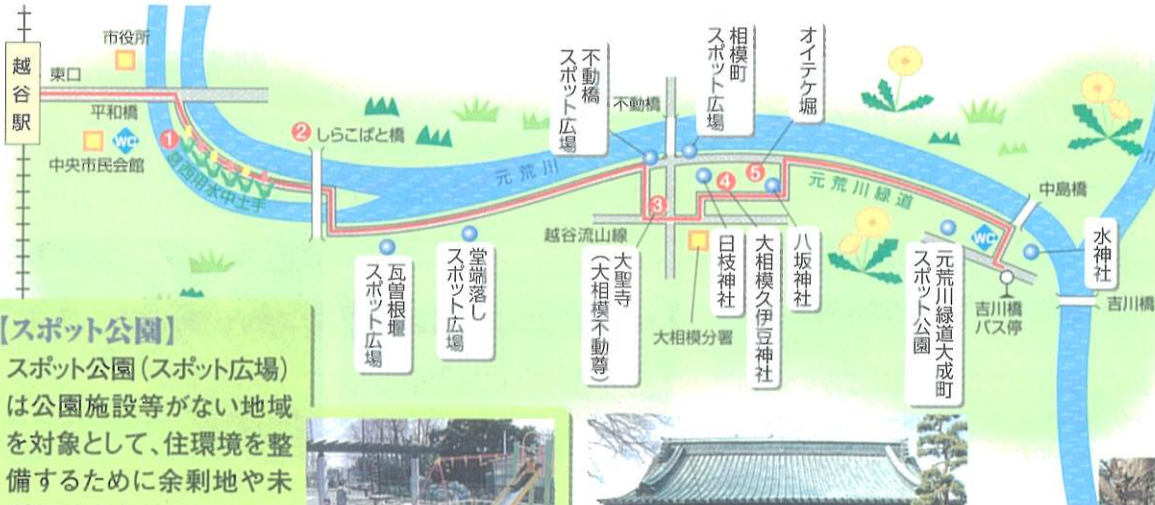 越谷駅
東口
市役所
平和橋
WC
中央市民会館
1
葛西用水中土手
2
しらこばと橋
元荒川
瓦曽根堰
スポット広場
堂端落し
スポット広場
不動橋
スポット広場
不動橋
相模町
スポット広場
オイテケ堀
越谷流山線
3
大聖寺
(大相模不動尊)
大相模分署
日枝神社
4
大相模久伊豆神社
5
八坂神社
元荒川緑道
元荒川緑道大成町
スポット公園
WC
中島橋
水神社
吉川橋
バス停
吉川橋
川
【スポット公園】
スポット公園(スポット広場)
は公園施設等がない地域
を対象として、住環境を整
備するために余剰地や未